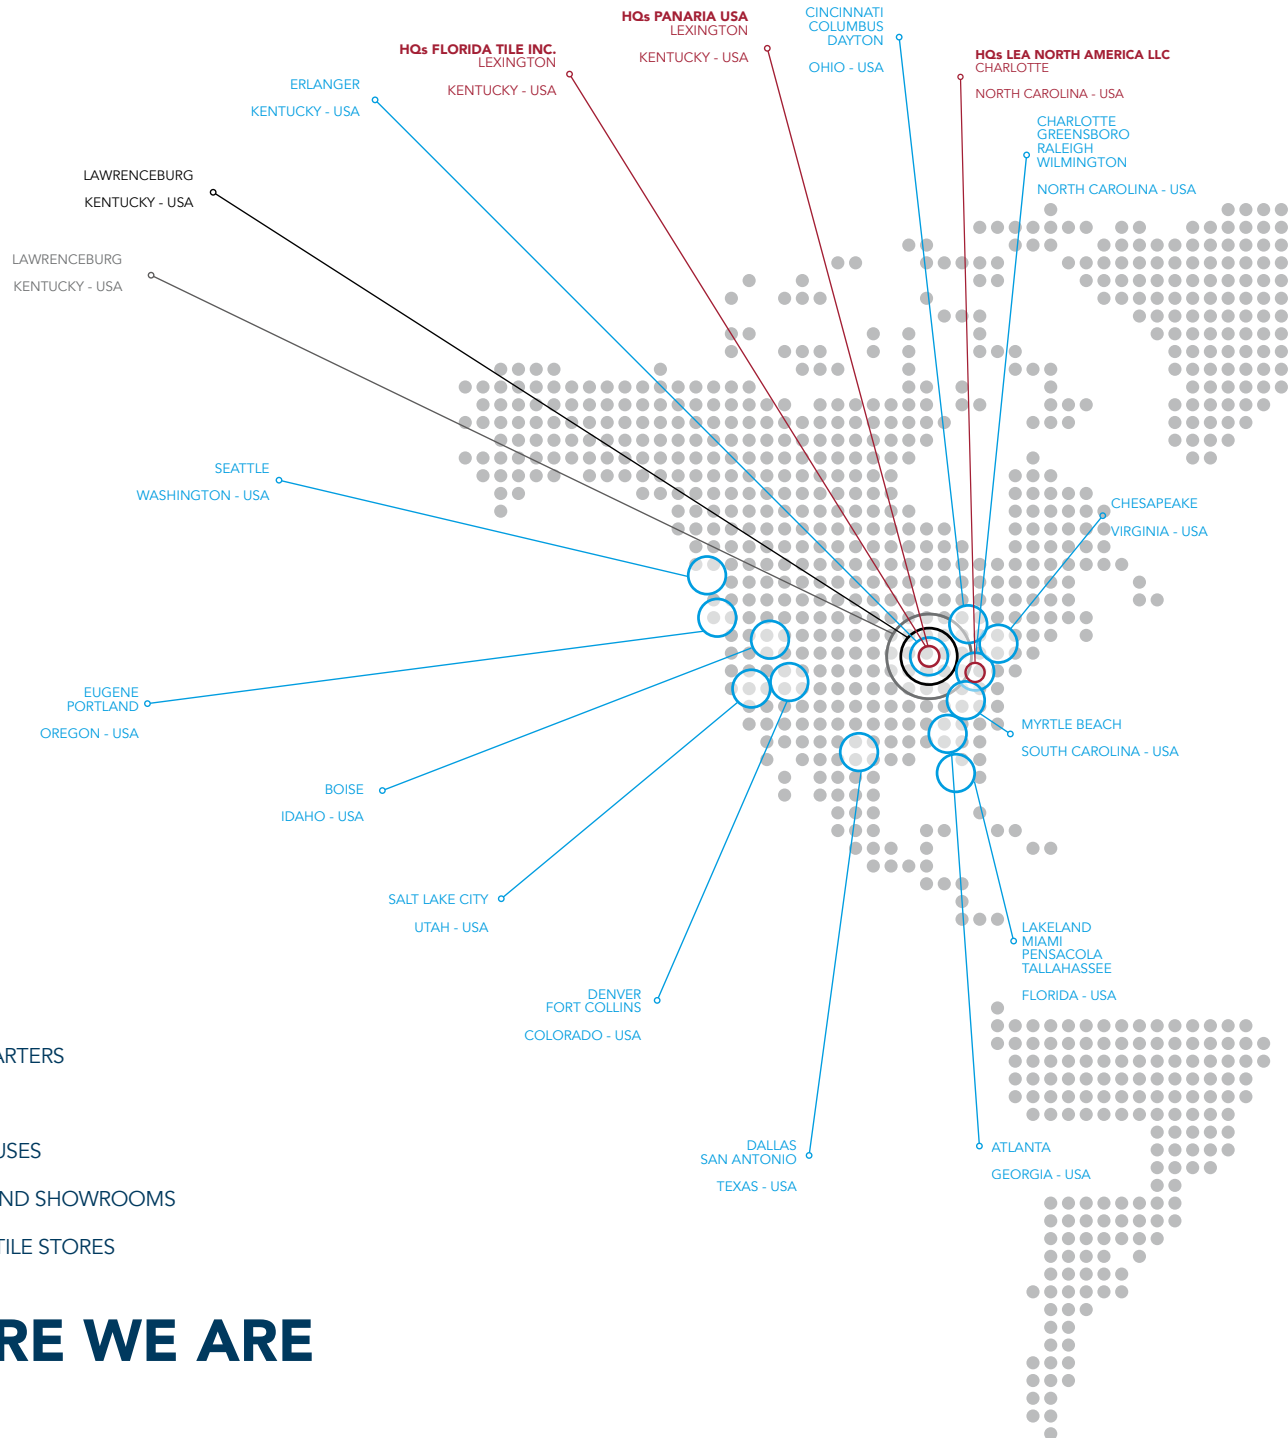 HQs PANARIA USA
LEXINGTON
KENTUCKY - USA
CINCINNATI
COLUMBUS
DAYTON
OHIO - USA
HQs FLORIDA TILE INC.
LEXINGTON
KENTUCKY - USA
HQs LEA NORTH AMERICA LLC
CHARLOTTE
NORTH CAROLINA - USA
ERLANGER
KENTUCKY - USA
CHARLOTTE
GREENSBORO
RALEIGH
WILMINGTON
NORTH CAROLINA - USA
LAWRENCEBURG
KENTUCKY - USA
LAWRENCEBURG
KENTUCKY - USA
SEATTLE
WASHINGTON - USA
CHESAPEAKE
VIRGINIA - USA
EUGENE
PORTLAND
OREGON - USA
MYRTLE BEACH
SOUTH CAROLINA - USA
BOISE
IDAHO - USA
SALT LAKE CITY
UTAH - USA
LAKELAND
MIAMI
PENSACOLA
TALLAHASSEE
FLORIDA - USA
DENVER
FORT COLLINS
COLORADO - USA
ARTERS
DALLAS
SAN ANTONIO
TEXAS - USA
ATLANTA
GEORGIA - USA
USES
ND SHOWROOMS
TILE STORES
RE WE ARE